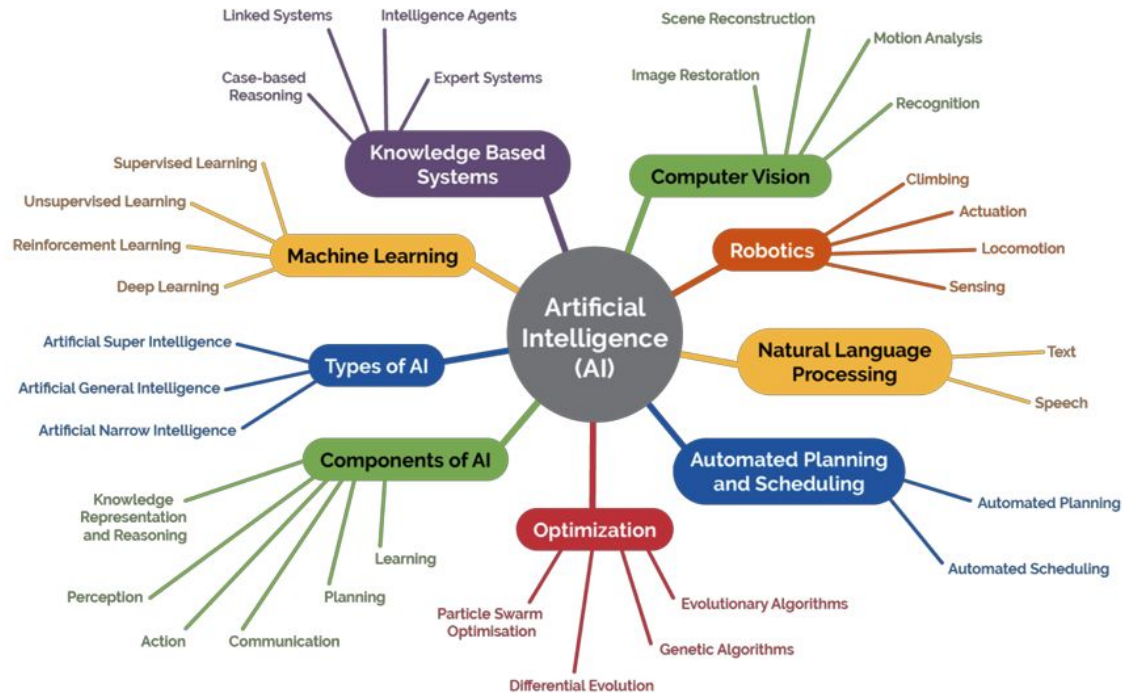 Artificial
Intelligence
(AI)
Knowledge Based
Systems
Linked Systems
Intelligence Agents
Case-based
Reasoning
Expert Systems
Computer Vision
Scene Reconstruction
Motion Analysis
Image Restoration
Recognition
Robotics
Climbing
Actuation
Locomotion
Sensing
Natural Language
Processing
Text
Speech
Automated Planning
and Scheduling
Automated Planning
Automated Scheduling
Optimization
Particle Swarm
Optimisation
Differential Evolution
Genetic Algorithms
Evolutionary Algorithms
Components of AI
Knowledge
Representation
and Reasoning
Perception
Action
Communication
Planning
Learning
Types of AI
Artificial Super Intelligence
Artificial General Intelligence
Artificial Narrow Intelligence
Machine Learning
Supervised Learning
Unsupervised Learning
Reinforcement Learning
Deep Learning